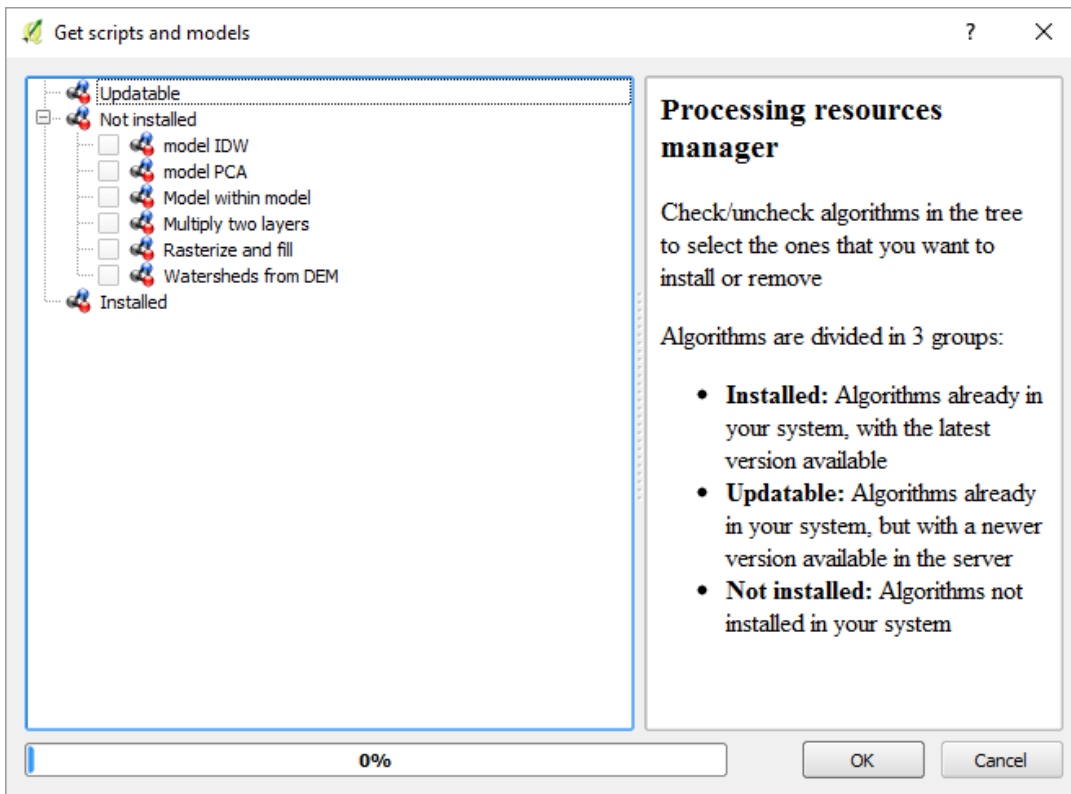 Get scripts and models
?
Updatable
Not installed
model IDW
model PCA
Model within model
Multiply two layers
Rasterize and fill
Watersheds from DEM
Installed
Processing resources
manager
Check/uncheck algorithms in the tree
to select the ones that you want to
install or remove
Algorithms are divided in 3 groups:
• Installed: Algorithms already in
your system, with the latest
version available
• Updatable: Algorithms already
in your system, but with a newer
version available in the server
• Not installed: Algorithms not
installed in your system
0%
OK
Cancel